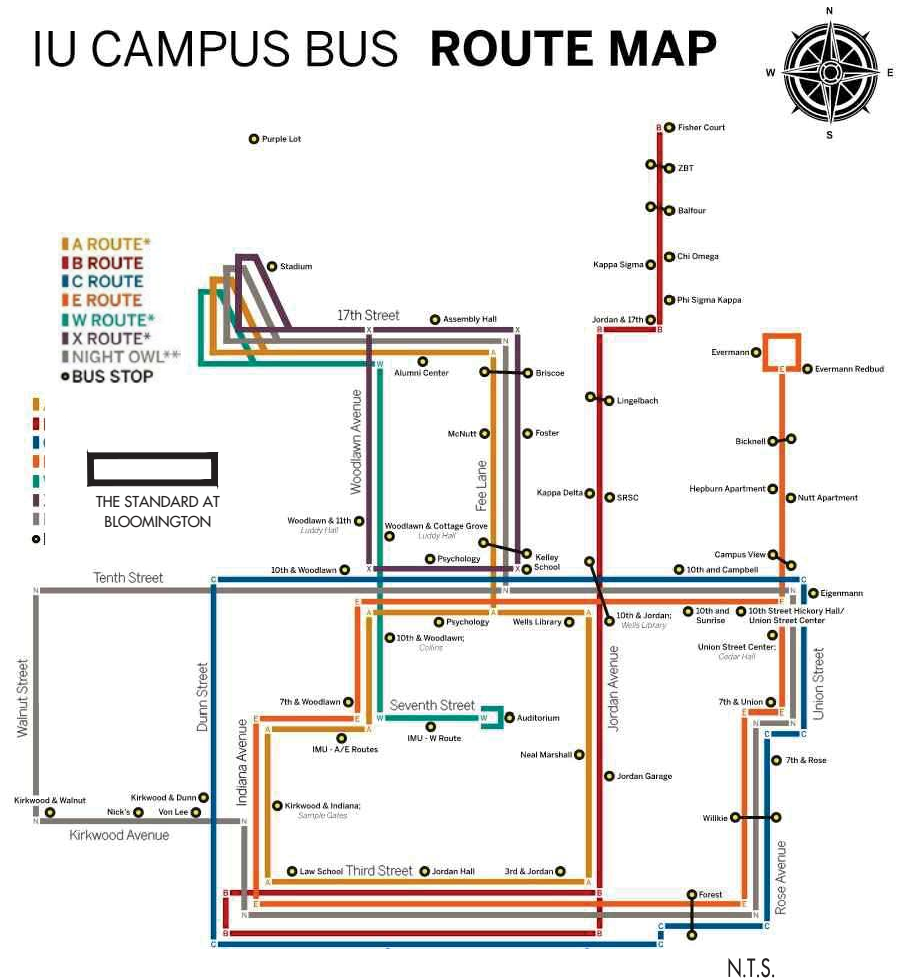 IU CAMPUS BUS ROUTE MAP
N
W
E
S
Fisher Court
Purple Lot
ZBT
Balfour
A ROUTE*
B ROUTE
C ROUTE
E ROUTE
W ROUTE*
X ROUTE*
NIGHT OWL**
BUS STOP
Stadium
Kappa Sigma
Chi Omega
Phi Sigma Kappa
17th Street
Assembly Hall
Jordan & 17th
Evermann
Evermann Redbud
Alumni Center
Briscoe
Lingelbach
Woodlawn Avenue
McNutt
Foster
Bicknell
Fee Lane
Kappa Delta
SRSC
Hepburn Apartment
Nutt Apartment
THE STANDARD AT
BLOOMINGTON
Woodlawn & 11th
Luddy Hall
Woodlawn & Cottage Grove
Luddy Hall
Psychology
Kelley
School
Campus View
10th & Woodlawn
10th and Campbell
Tenth Street
Eigenmann
Psychology
Wells Library
10th & Jordan;
Wells Library
10th and
Sunrise
10th Street Hickory Hall/
Union Street Center
10th & Woodlawn;
Collins
Union Street Center;
Cedar Hall
Walnut Street
Dunn Street
Jordan Avenue
Union Street
7th & Woodlawn
Seventh Street
Auditorium
7th & Union
IMU - A/E Routes
IMU - W Route
Indiana Avenue
Neal Marshall
Jordan Garage
7th & Rose
Kirkwood & Walnut
Nick's
Kirkwood & Dunn
Von Lee
Kirkwood & Indiana;
Sample Gates
Willkie
Kirkwood Avenue
Law School
Third Street
Jordan Hall
3rd & Jordan
Rose Avenue
Forest
N.T.S.